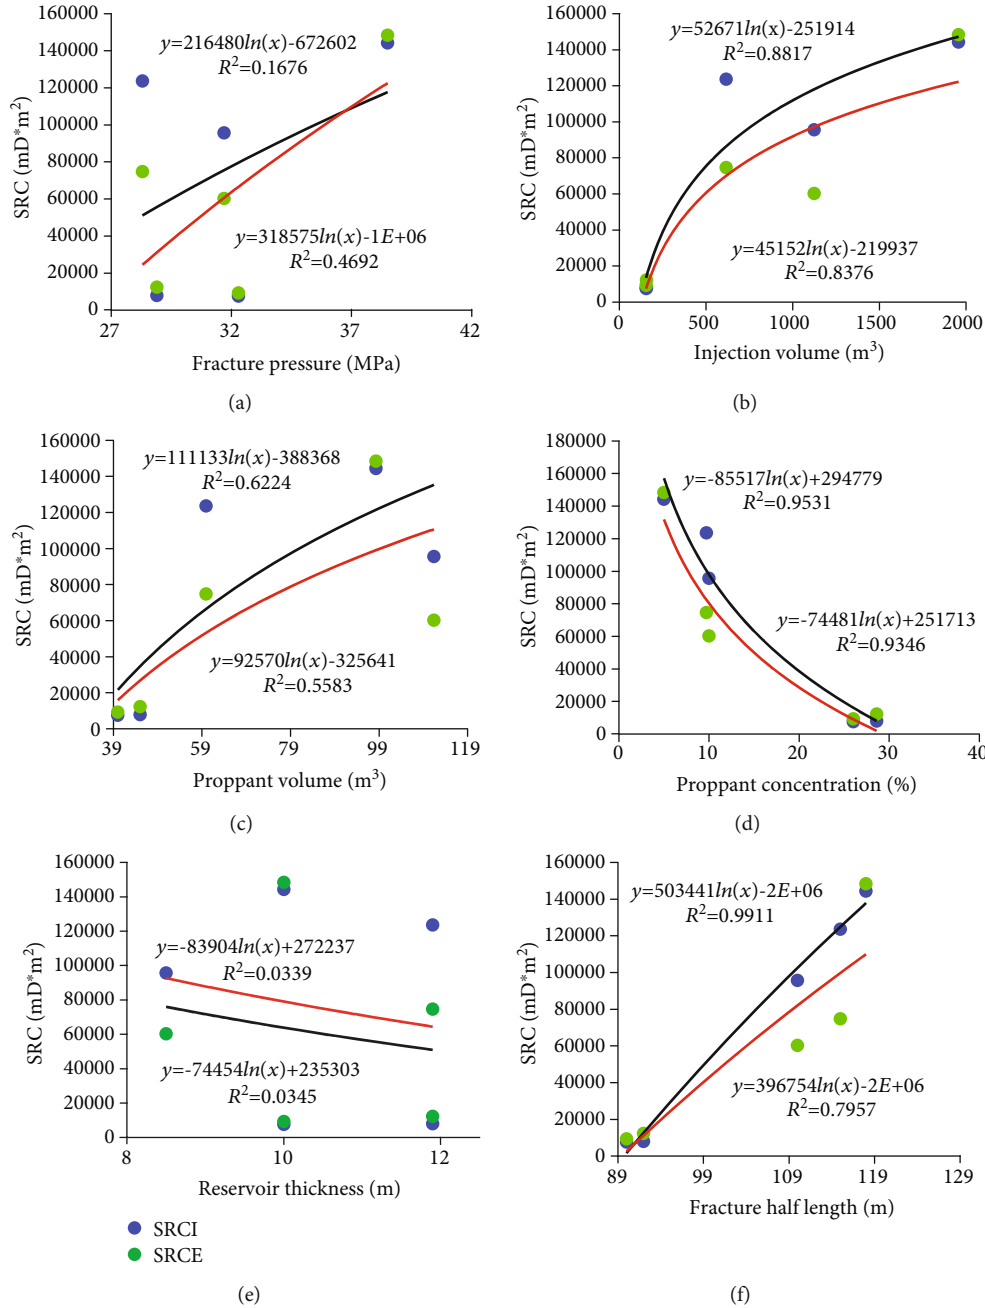 160000
140000
120000
100000
80000
60000
40000
20000
0
SRC (mD*m²)
y=216480ln(x)-672602
R²=0.1676
y=318575ln(x)-1E+06
R²=0.4692
27 32 37 42
Fracture pressure (MPa)
(a)
160000
140000
120000
100000
80000
60000
40000
20000
0
SRC (mD*m²)
y=52671ln(x)-251914
R²=0.8817
y=45152ln(x)-219937
R²=0.8376
0 500 1000 1500 2000
Injection volume (m³)
(b)
160000
140000
120000
100000
80000
60000
40000
20000
0
SRC (mD*m²)
y=111133ln(x)-388368
R²=0.6224
y=92570ln(x)-325641
R²=0.5583
39 59 79 99 119
Proppant volume (m³)
(c)
180000
160000
140000
120000
100000
80000
60000
40000
20000
0
SRC (mD*m²)
y=-85517ln(x)+294779
R²=0.9531
y=-74481ln(x)+251713
R²=0.9346
0 10 20 30 40
Proppant concentration (%)
(d)
160000
140000
120000
100000
80000
60000
40000
20000
0
SRC (mD*m²)
y=-83904ln(x)+272237
R²=0.0339
y=-74454ln(x)+235303
R²=0.0345
8 10 12
Reservoir thickness (m)
SRCI
SRCE
(e)
160000
140000
120000
100000
80000
60000
40000
20000
0
SRC (mD*m²)
y=503441ln(x)-2E+06
R²=0.9911
y=396754ln(x)-2E+06
R²=0.7957
89 99 109 119 129
Fracture half length (m)
(f)